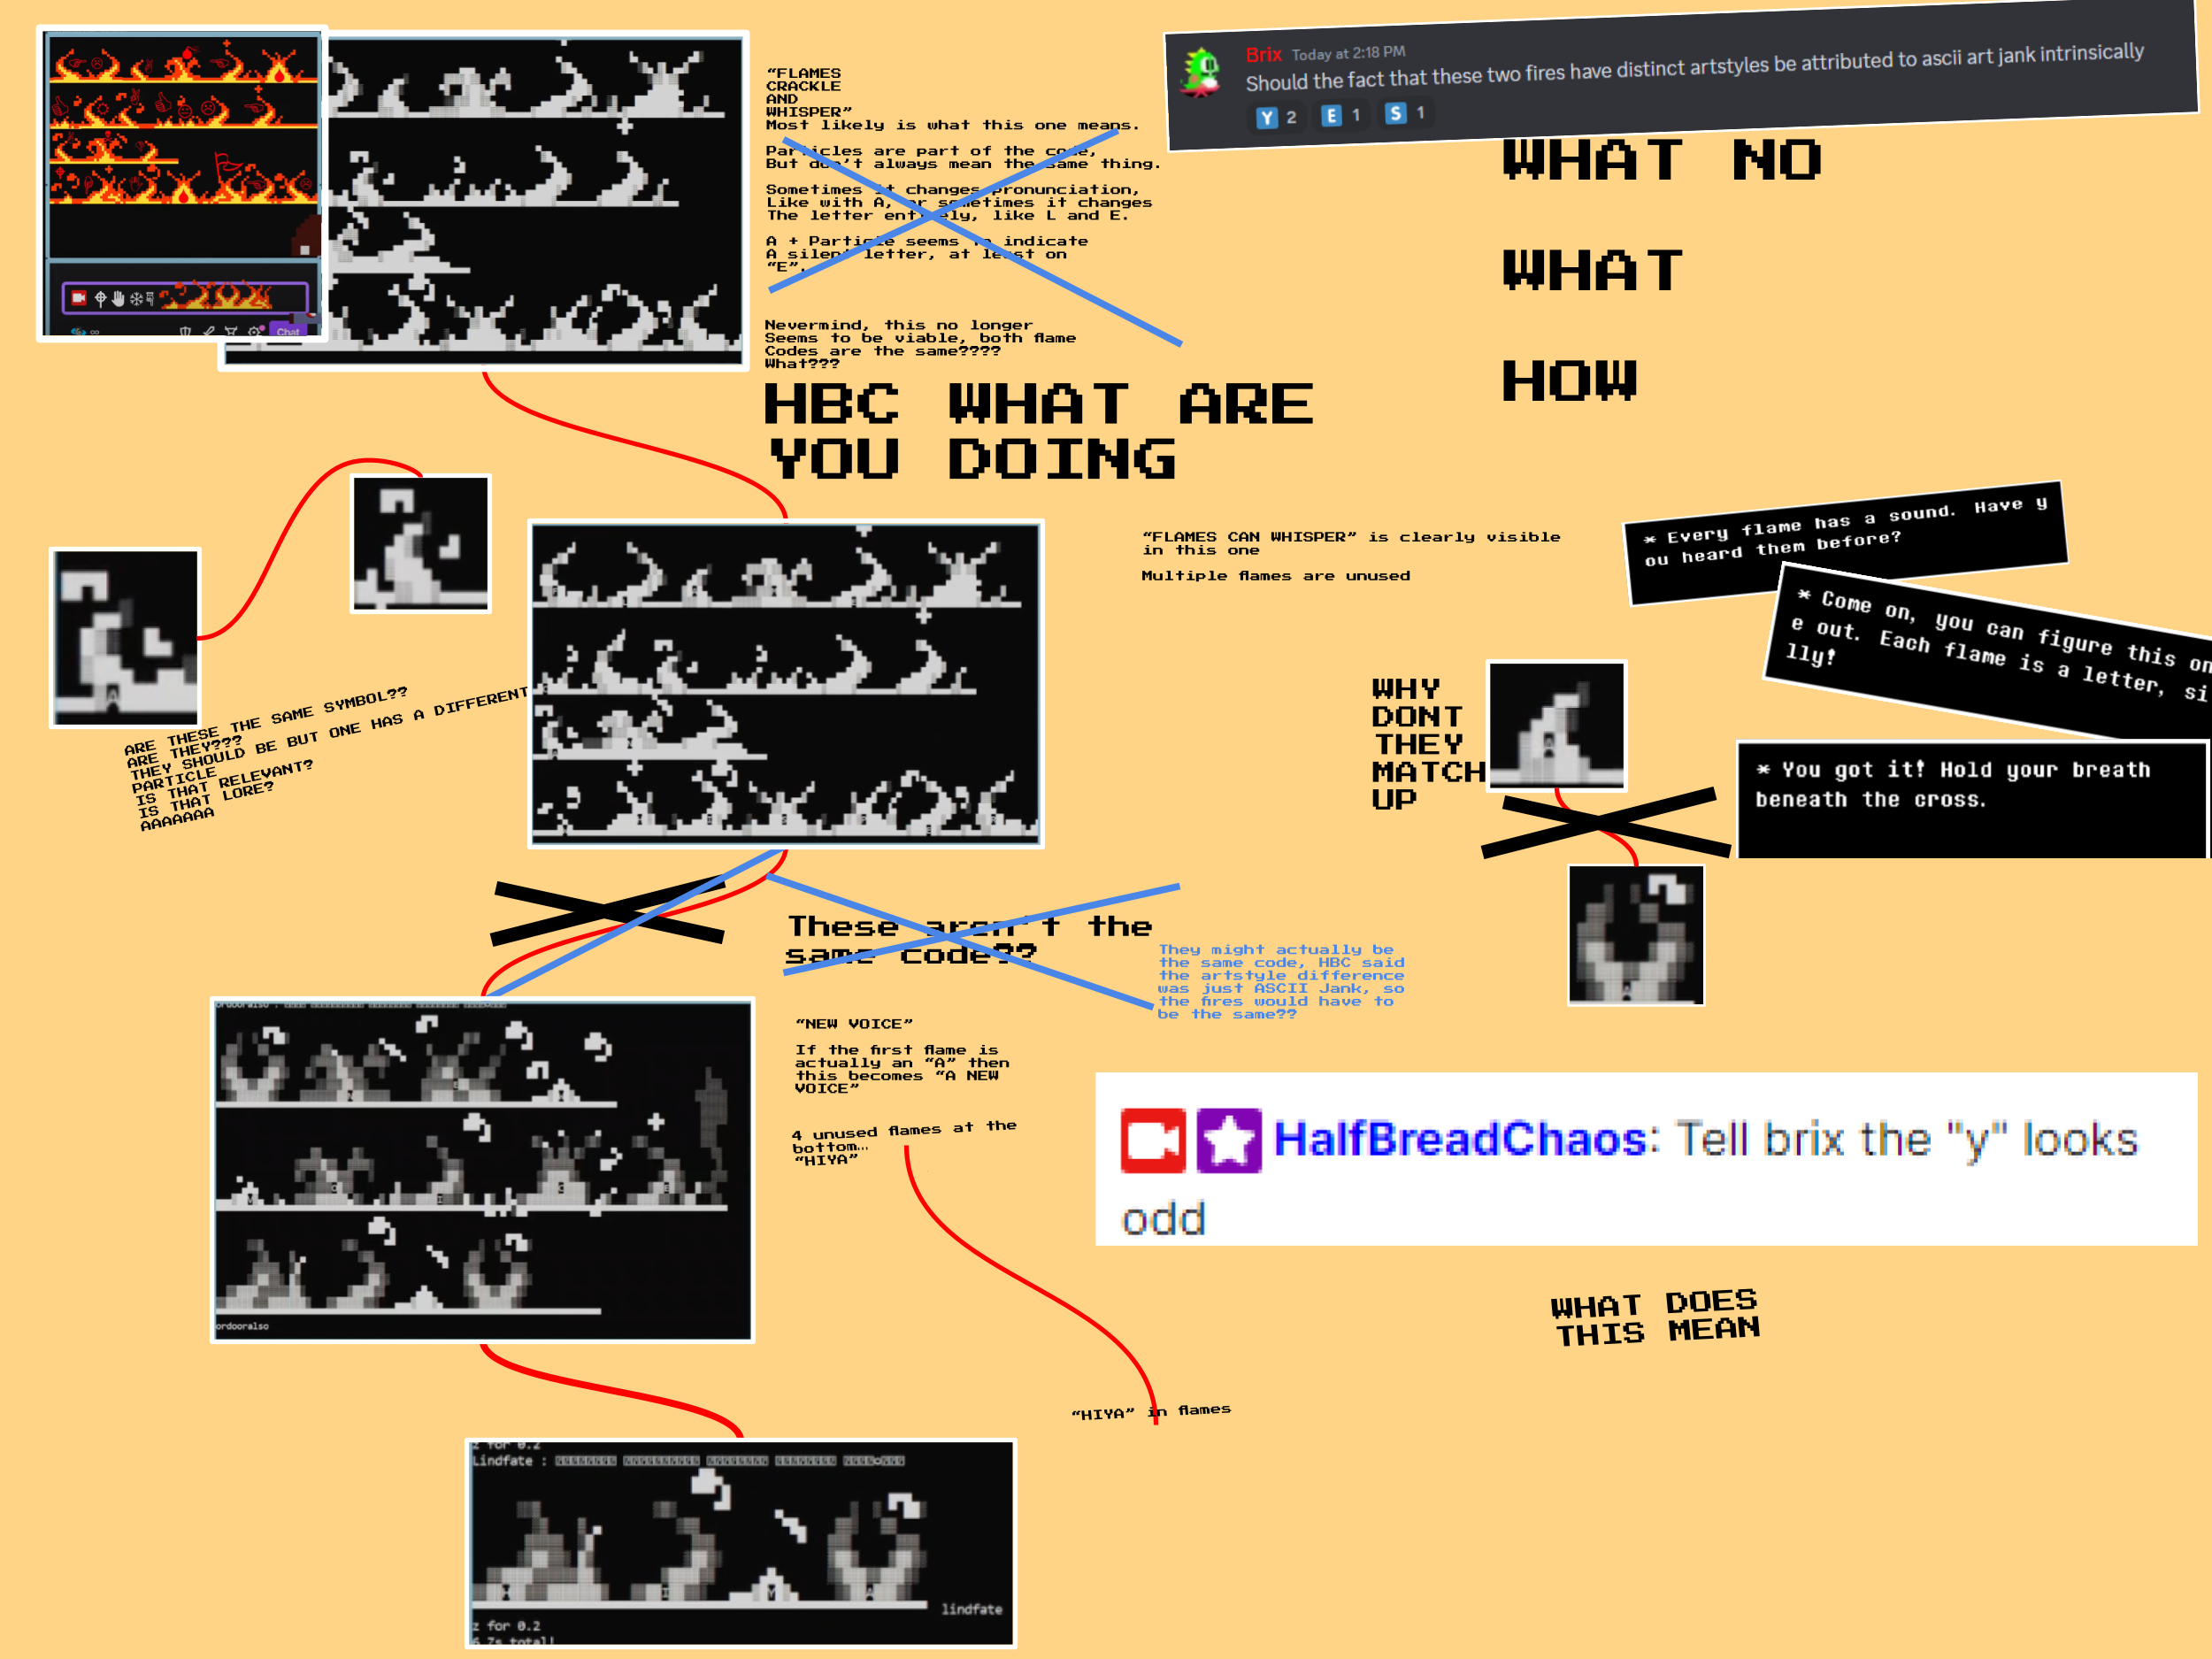 Brix Today at 2:18 PM
Should the fact that these two fires have distinct artstyles be attributed to ascii art jank intrinsically
Y 2 E 1 S 1
WHAT NO
WHAT
HOW
“FLAMES
CRACKLE
AND
WHISPER”
Most likely is what this one means.
Particles are part of the code,
But don’t always mean the same thing.
Sometimes it changes pronunciation,
Like with A, or sometimes it changes
The letter entirely, like L and E.
A + Particle seems to indicate
A silent letter, at least on
“E”.
Nevermind, this no longer
Seems to be viable, both flame
Codes are the same????
What???
HBC WHAT ARE
YOU DOING
Chat
“FLAMES CAN WHISPER” is clearly visible
in this one
Multiple flames are unused
* Every flame has a sound. Have y
ou heard them before?
* Come on, you can figure this on
e out. Each flame is a letter, si
lly!
* You got it! Hold your breath
beneath the cross.
WHY
DONT
THEY
MATCH
UP
ARE THESE THE SAME SYMBOL??
ARE THEY???
THEY SHOULD BE BUT ONE HAS A DIFFERENT
PARTICLE
IS THAT RELEVANT?
IS THAT LORE?
AAAAAAA
These aren't the
same code??
They might actually be
the same code, HBC said
the artstyle difference
was just ASCII Jank, so
the fires would have to
be the same??
ordooralso :
ordooralso
“NEW VOICE”
If the first flame is
actually an “A” then
this becomes “A NEW
VOICE”
4 unused flames at the
bottom…
“HIYA”
HalfBreadChaos: Tell brix the "y" looks
odd
WHAT DOES
THIS MEAN
“HIYA” in flames
z for 0.2
Lindfate :
H I Y A
lindfate
z for 0.2
6.7s total!